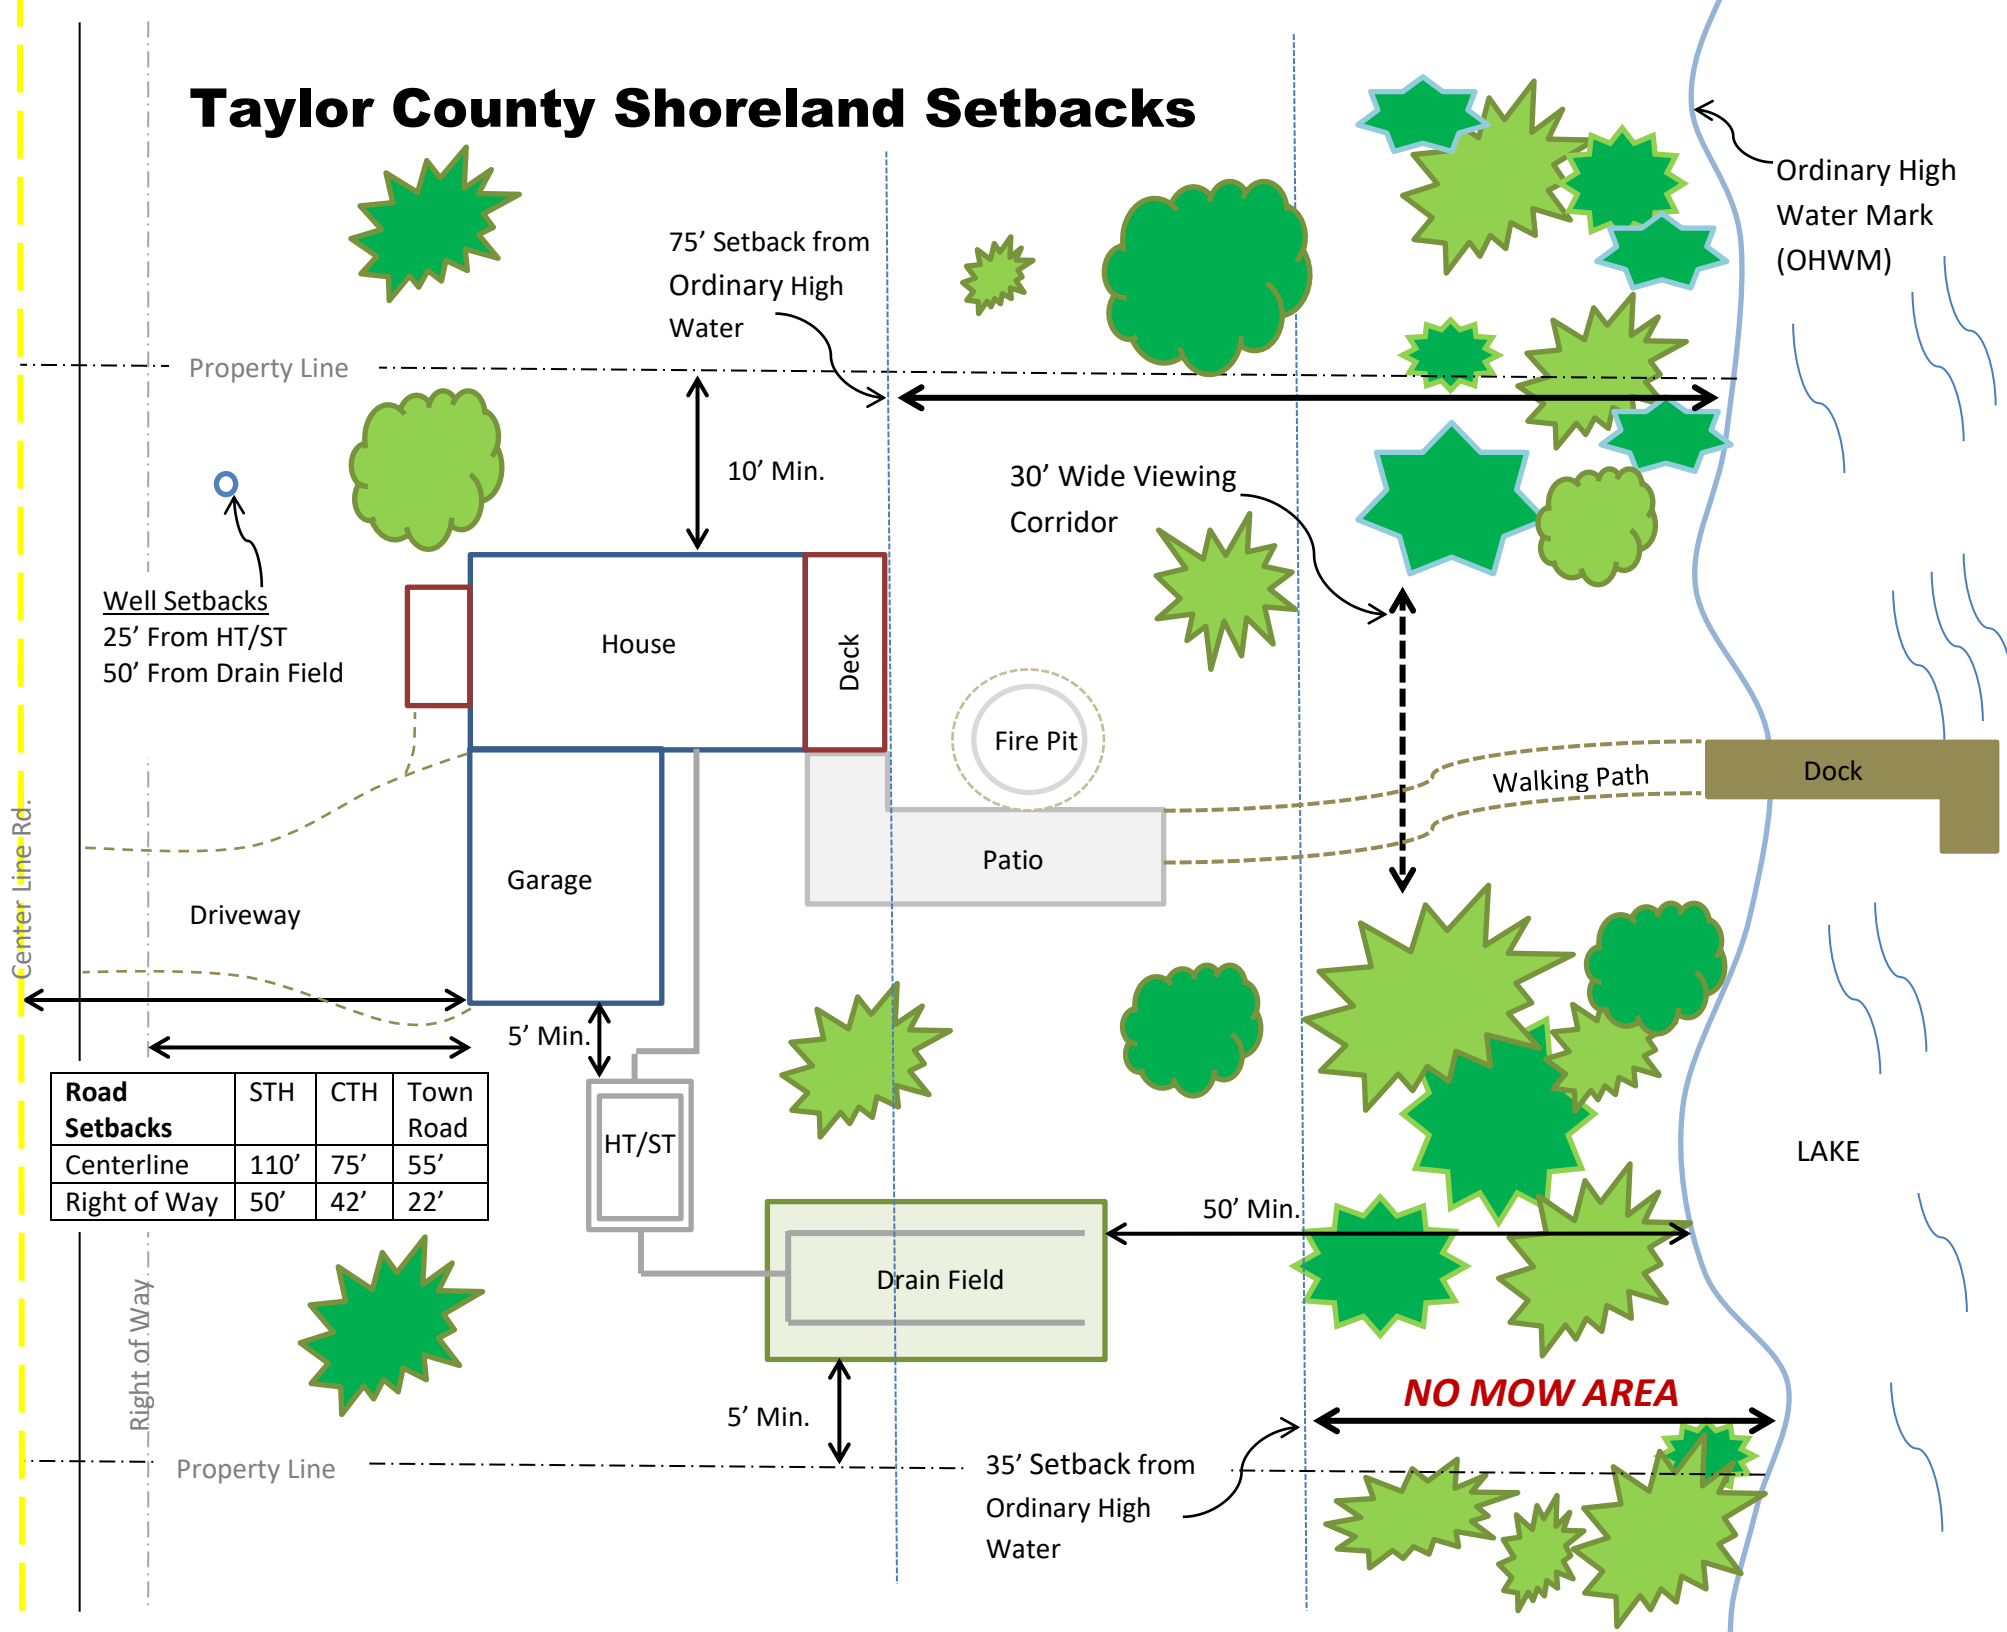 Taylor County Shoreland Setbacks
Ordinary High
Water Mark
(OHWM)
75’ Setback from
Ordinary High
Water
Property Line
10’ Min.
30’ Wide Viewing
Corridor
Well Setbacks
25’ From HT/ST
50’ From Drain Field
House
Deck
Fire Pit
Walking Path
Dock
Center Line Rd.
Garage
Patio
Driveway
5’ Min.
Road Setbacks STH CTH Town Road
Centerline 110’ 75’ 55’
Right of Way 50’ 42’ 22’
HT/ST
LAKE
50’ Min.
Drain Field
Right of Way
NO MOW AREA
5’ Min.
Property Line
35’ Setback from
Ordinary High
Water